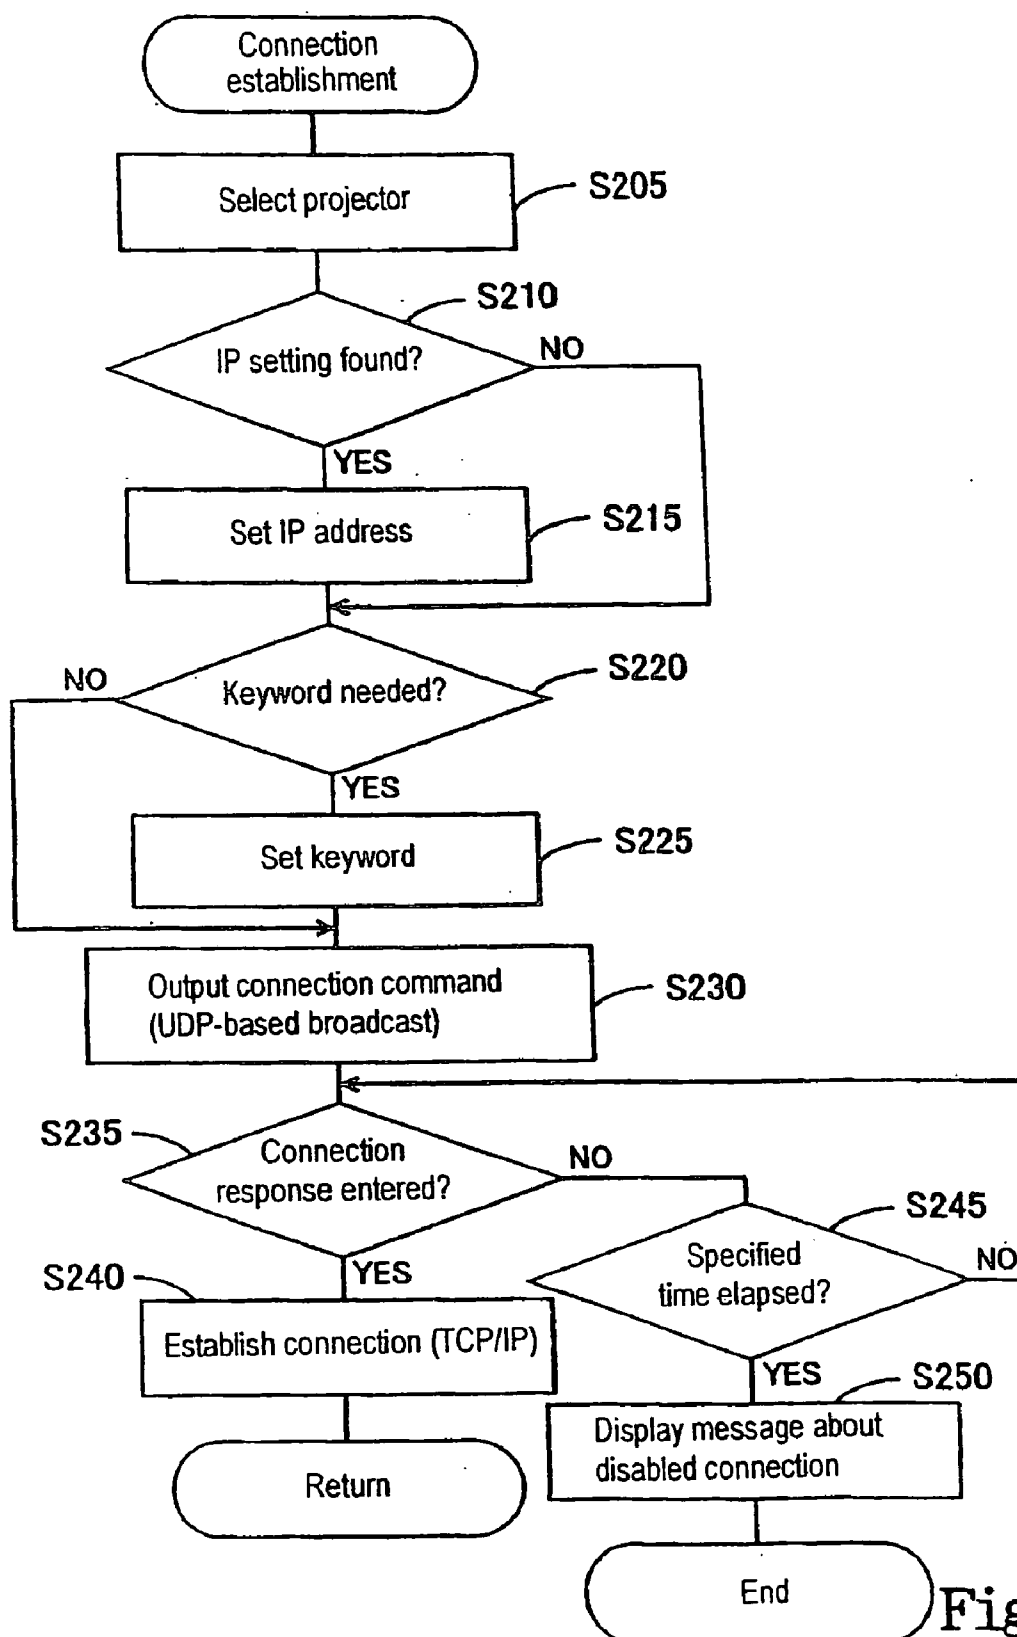 Connection
establishment
Select projector
S205
S210
IP setting found?
NO
YES
Set IP address
S215
NO
Keyword needed?
S220
YES
Set keyword
S225
Output connection command
(UDP-based broadcast)
S230
S235
Connection
response entered?
NO
S245
Specified
time elapsed?
NO
S240
YES
Establish connection (TCP/IP)
YES
S250
Display message about
disabled connection
Return
End
Fig